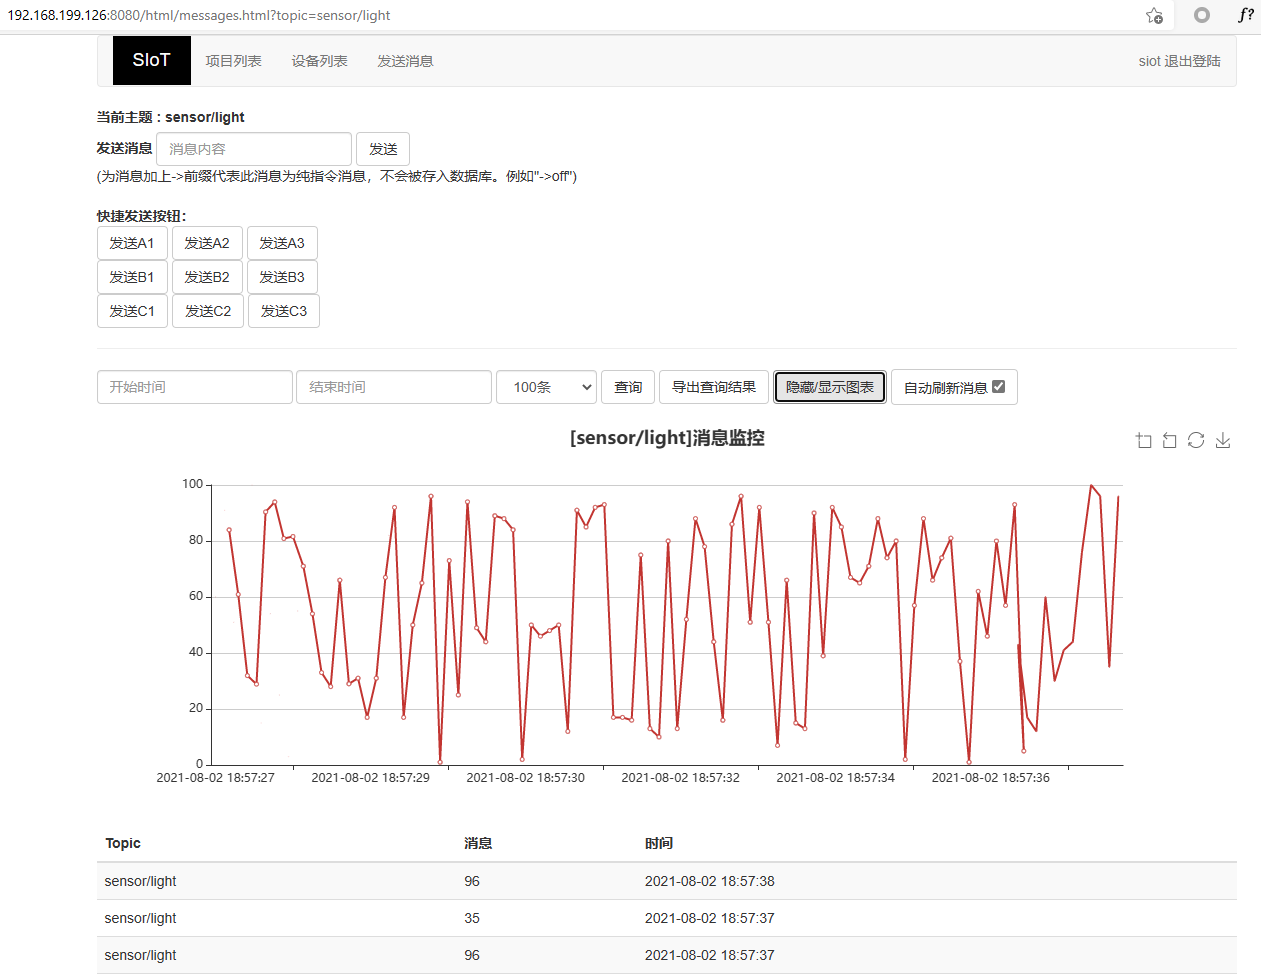 192.168.199.126:8080/html/messages.html?topic=sensor/light
SIoT 项目列表 设备列表 发送消息 siot 退出登陆
当前主题 : sensor/light
发送消息 消息内容 发送
(为消息加上->前缀代表此消息为纯指令消息，不会被存入数据库。例如"->off")
快捷发送按钮：
发送A1 发送A2 发送A3
发送B1 发送B2 发送B3
发送C1 发送C2 发送C3
开始时间 结束时间 100条 查询 导出查询结果 隐藏/显示图表 自动刷新消息
[sensor/light]消息监控
100
80
60
40
20
0
2021-08-02 18:57:27 2021-08-02 18:57:29 2021-08-02 18:57:30 2021-08-02 18:57:32 2021-08-02 18:57:34 2021-08-02 18:57:36
Topic 消息 时间
sensor/light 96 2021-08-02 18:57:38
sensor/light 35 2021-08-02 18:57:37
sensor/light 96 2021-08-02 18:57:37